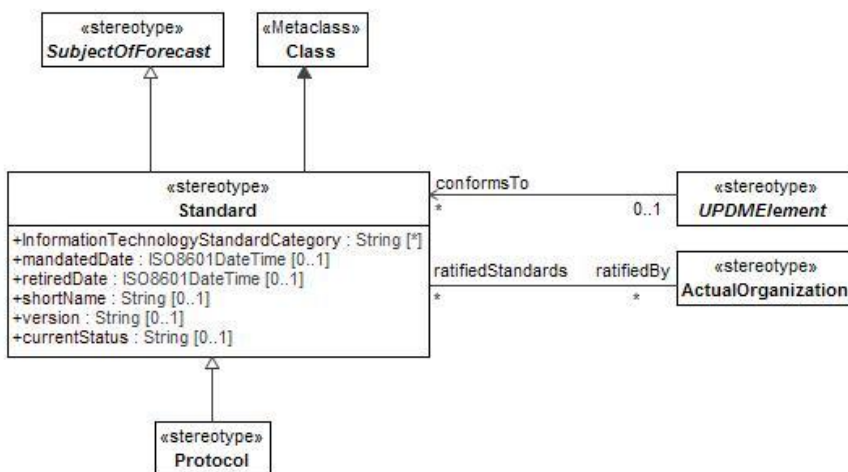 «stereotype»
SubjectOfForecast
«Metaclass»
Class
«stereotype»
Standard
+InformationTechnologyStandardCategory : String [*]
+mandatedDate : ISO8601DateTime [0..1]
+retiredDate : ISO8601DateTime [0..1]
+shortName : String [0..1]
+version : String [0..1]
+currentStatus : String [0..1]
conformsTo
*
0..1
«stereotype»
UPDMElement
ratifiedStandards
ratifiedBy
*
*
«stereotype»
ActualOrganization
«stereotype»
Protocol